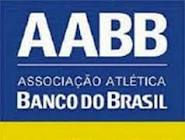 AABB
ASSOCIAÇÃO ATLÉTICA
BANCO DO BRASIL